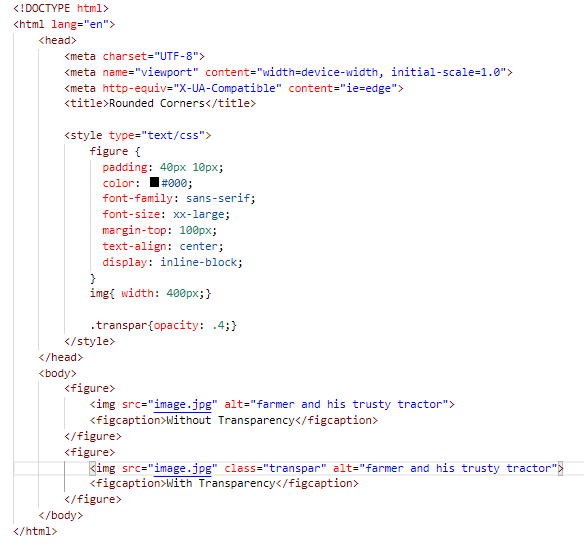 <!DOCTYPE html>
<html lang="en">
    <head>
        <meta charset="UTF-8">
        <meta name="viewport" content="width=device-width, initial-scale=1.0">
        <meta http-equiv="X-UA-Compatible" content="ie=edge">
        <title>Rounded Corners</title>

        <style type="text/css">
            figure {
              padding: 40px 10px;
              color: #000;
              font-family: sans-serif;
              font-size: xx-large;
              margin-top: 100px;
              text-align: center;
              display: inline-block;
            }
            img{ width: 400px;}

            .transpar{opacity: .4;}
        </style>
    </head>
    <body>
        <figure>
            <img src="image.jpg" alt="farmer and his trusty tractor">
            <figcaption>Without Transparency</figcaption>
        </figure>
        <figure>
            <img src="image.jpg" class="transpar" alt="farmer and his trusty tractor">
            <figcaption>With Transparency</figcaption>
        </figure>
    </body>
</html>